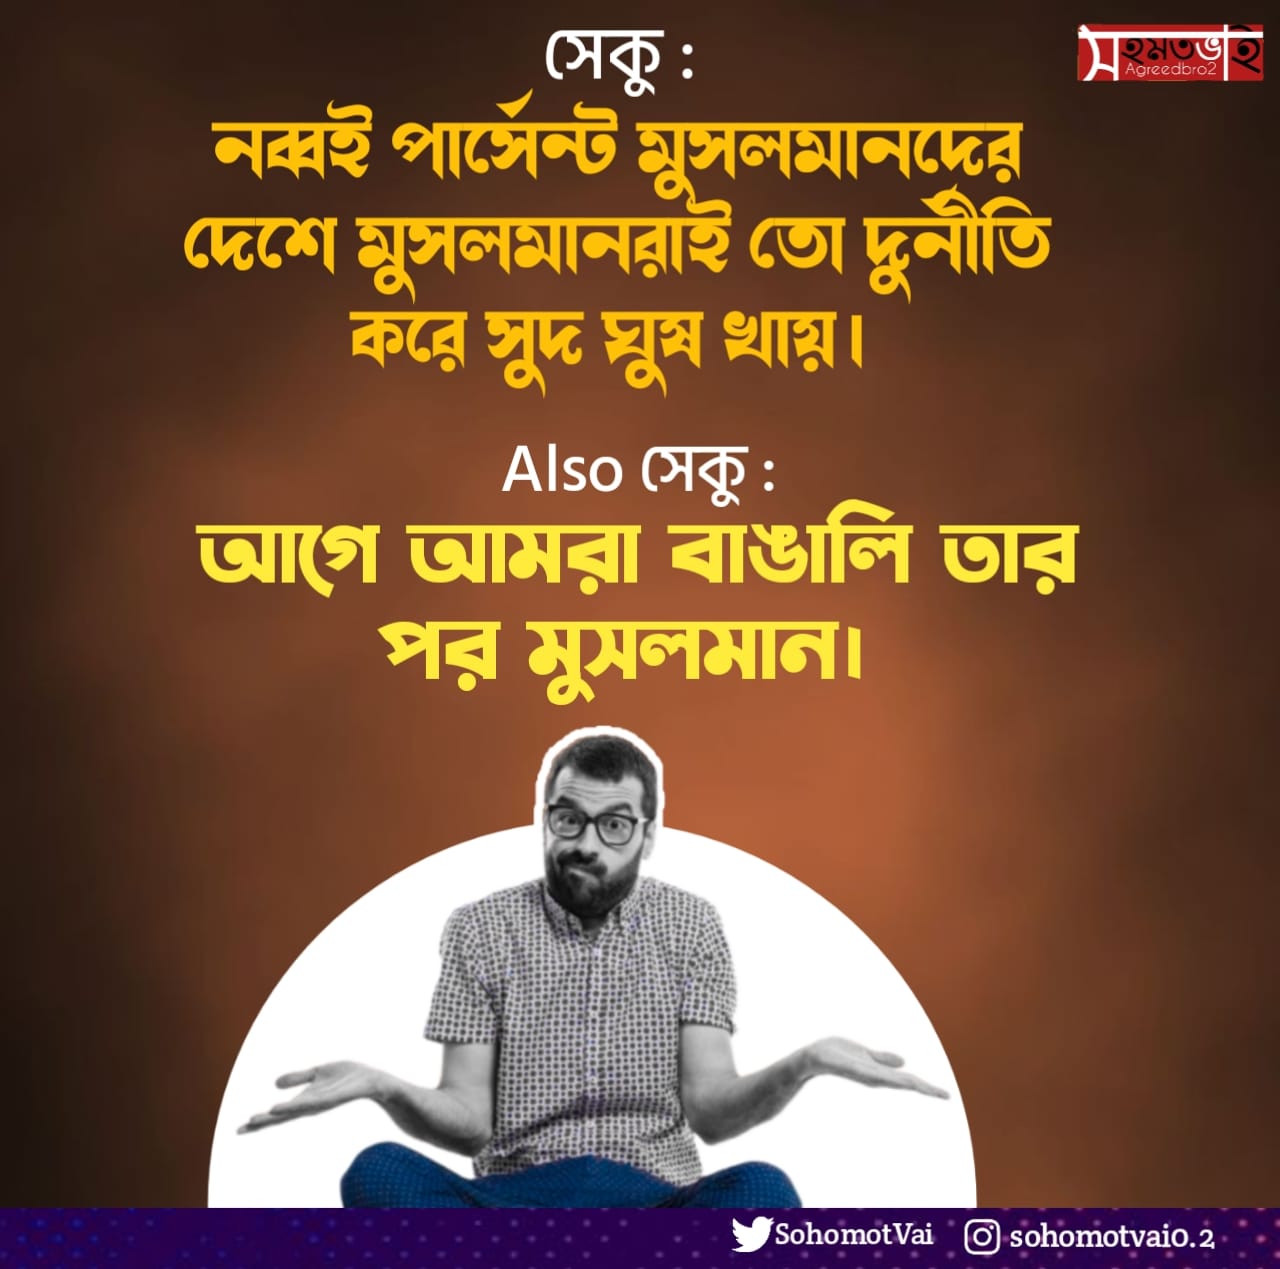 সেকু :
সহমতভাই
Agreedbro2
নব্বই পার্সেন্ট মুসলমানদের
দেশে মুসলমানরাই তো দুর্নীতি
করে সুদ ঘুষ খায়।
Also সেকু :
আগে আমরা বাঙালি তার
পর মুসলমান।
SohomotVai
sohomotvai0.2